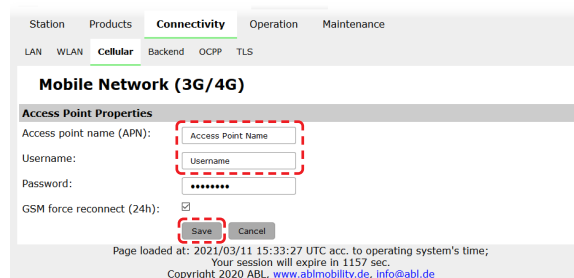 Station Products Connectivity Operation Maintenance
LAN WLAN Cellular Backend OCPP TLS
Mobile Network (3G/4G)
Access Point Properties
Access point name (APN): Access Point Name
Username: Username
Password: ••••••••
GSM force reconnect (24h):
Save Cancel
Page loaded at: 2021/03/11 15:33:27 UTC acc. to operating system's time;
Your session will expire in 1157 sec.
Copyright 2020 ABL, www.ablmobility.de, info@abl.de